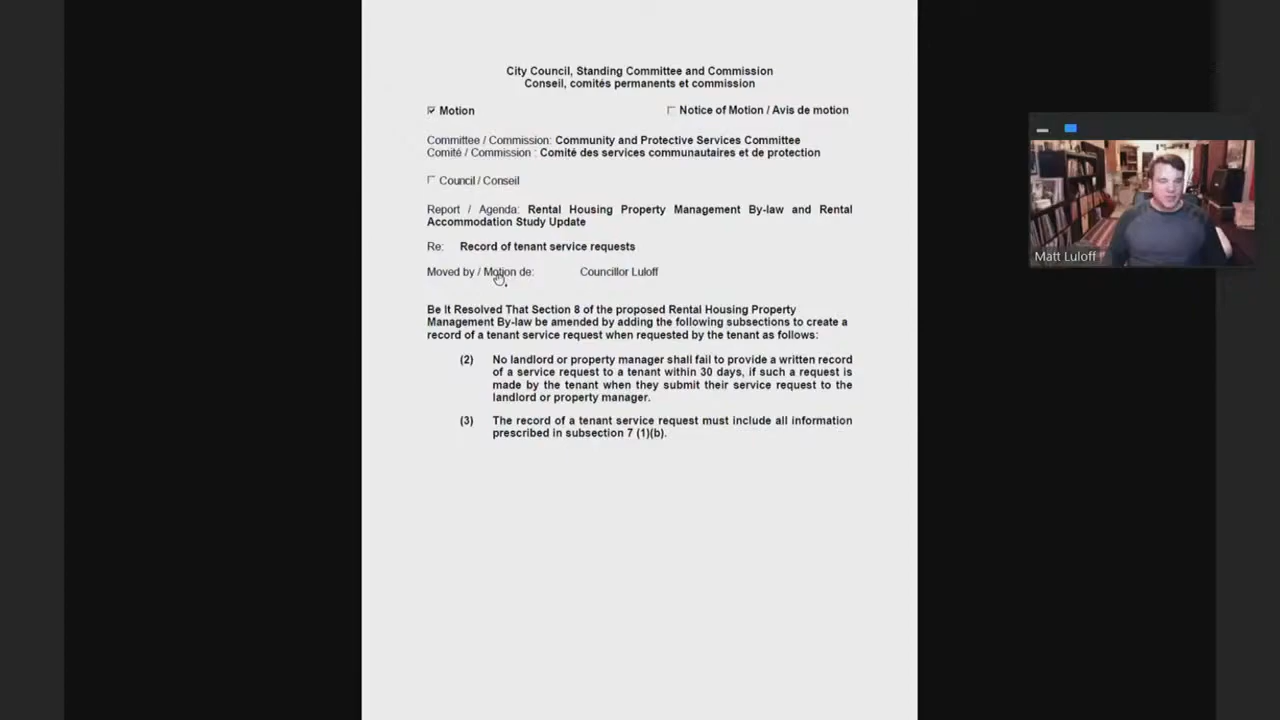 City Council, Standing Committee and Commission
Conseil, comités permanents et commission
Motion
Notice of Motion / Avis de motion
Committee / Commission: Community and Protective Services Committee
Comité / Commission : Comité des services communautaires et de protection
Council / Conseil
Report / Agenda: Rental Housing Property Management By-law and Rental
Accommodation Study Update
Re: Record of tenant service requests
Moved by / Motion de: Councillor Luloff
Be It Resolved That Section 8 of the proposed Rental Housing Property
Management By-law be amended by adding the following subsections to create a
record of a tenant service request when requested by the tenant as follows:
(2) No landlord or property manager shall fail to provide a written record
of a service request to a tenant within 30 days, if such a request is
made by the tenant when they submit their service request to the
landlord or property manager.
(3) The record of a tenant service request must include all information
prescribed in subsection 7 (1)(b).
Matt Luloff